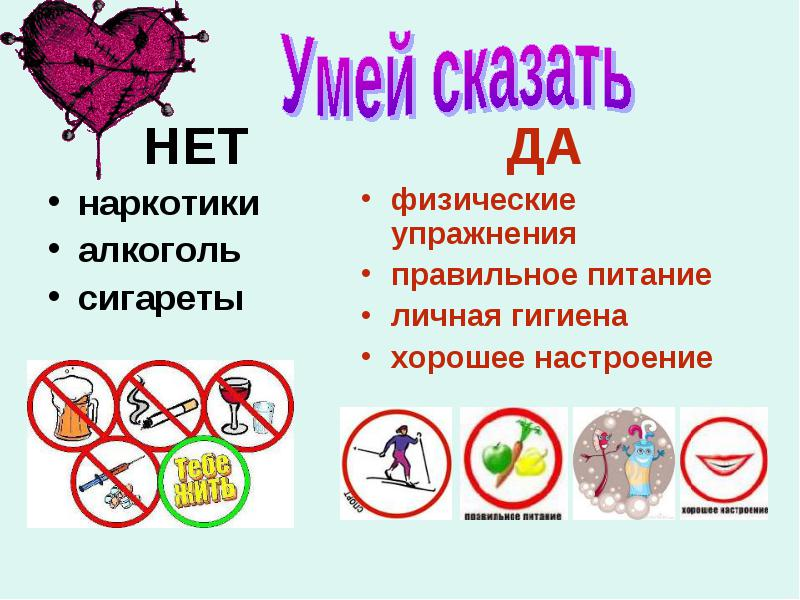 Умей сказать
НЕТ
наркотики
алкоголь
сигареты
Тебе
жить
ДА
физические
упражнения
правильное питание
личная гигиена
хорошее настроение
спорт
правильное питание
хорошее настроение